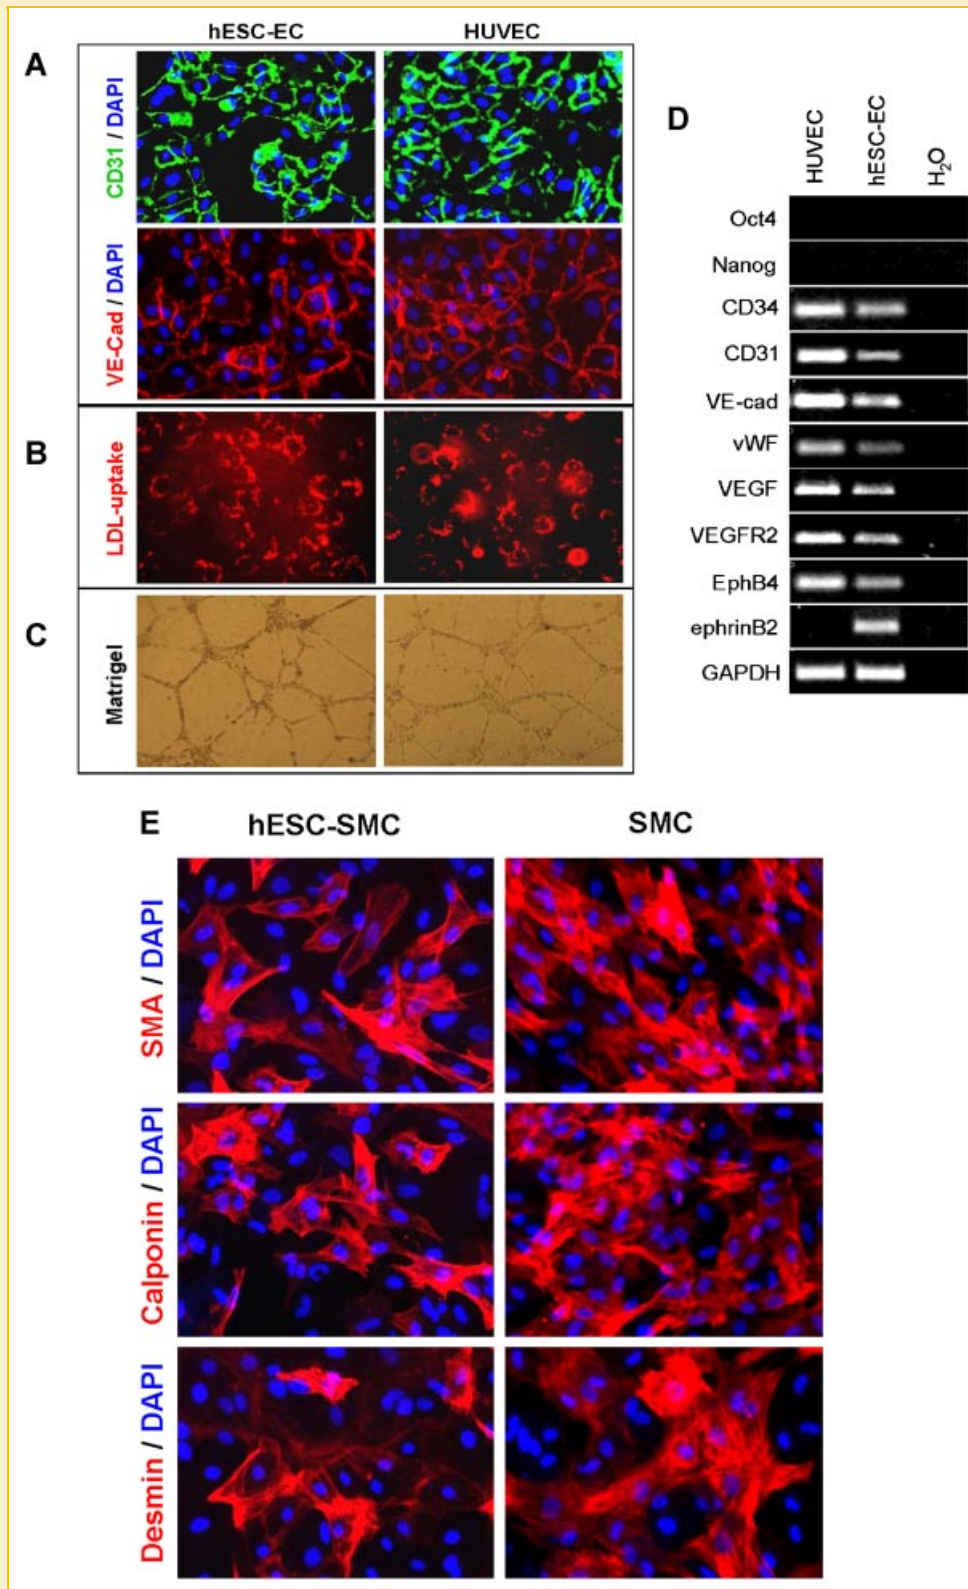 hESC-EC HUVEC
A
CD31 / DAPI
VE-Cad / DAPI
B
LDL-uptake
C
Matrigel
D
HUVEC
hESC-EC
H₂O
Oct4
Nanog
CD34
CD31
VE-cad
vWF
VEGF
VEGFR2
EphB4
ephrinB2
GAPDH
E
hESC-SMC SMC
SMA / DAPI
Calponin / DAPI
Desmin / DAPI